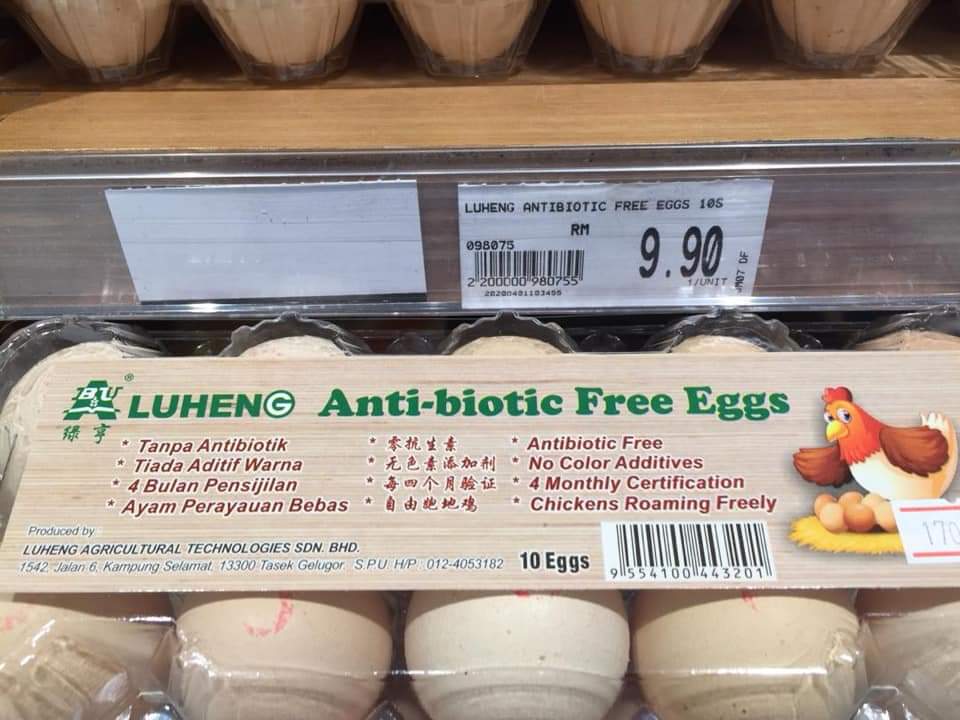 LUHENG ANTIBIOTIC FREE EGGS 10S
RM
098075
9.90
2 200000 980755
1/UNIT
20200401103456
BLU ®
LUHENG
绿亨
Anti-biotic Free Eggs
* Tanpa Antibiotik
* Tiada Aditif Warna
* 4 Bulan Pensijilan
* Ayam Perayauan Bebas
* 零抗生素
* 无色素添加剂
* 每四个月验证
* 自由跑地鸡
* Antibiotic Free
* No Color Additives
* 4 Monthly Certification
* Chickens Roaming Freely
Produced by
LUHENG AGRICULTURAL TECHNOLOGIES SDN. BHD.
1542, Jalan 6, Kampung Selamat, 13300 Tasek Gelugor S.P.U H/P : 012-4053182
10 Eggs
9 554100 443201
170